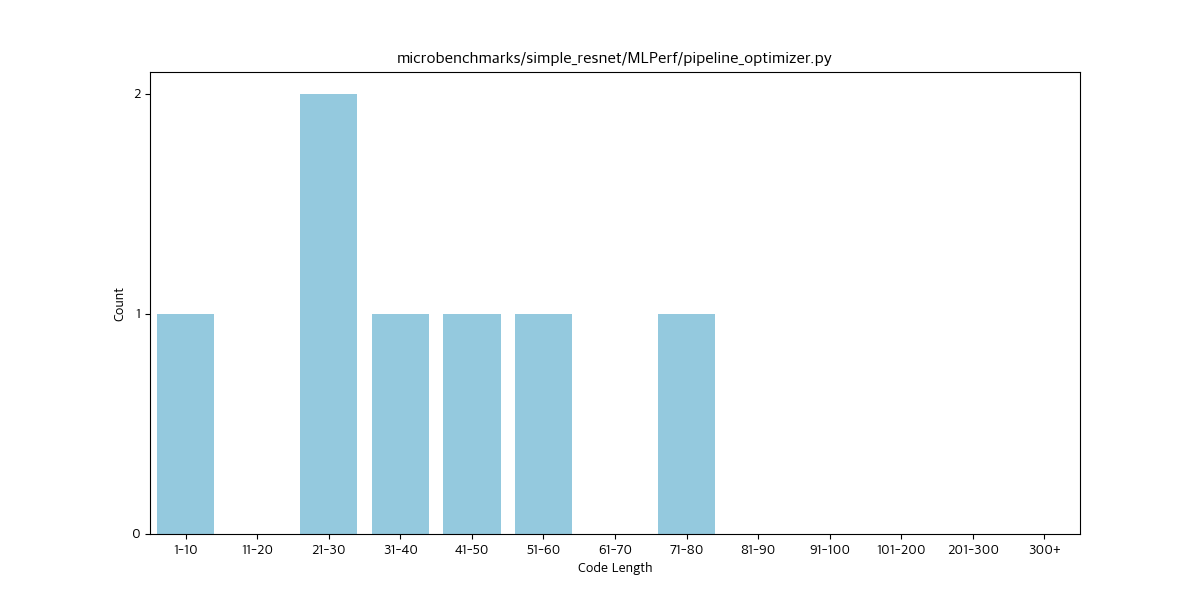 microbenchmarks/simple_resnet/MLPerf/pipeline_optimizer.py
2
1
0
Count
1-10 11-20 21-30 31-40 41-50 51-60 61-70 71-80 81-90 91-100 101-200 201-300 300+
Code Length